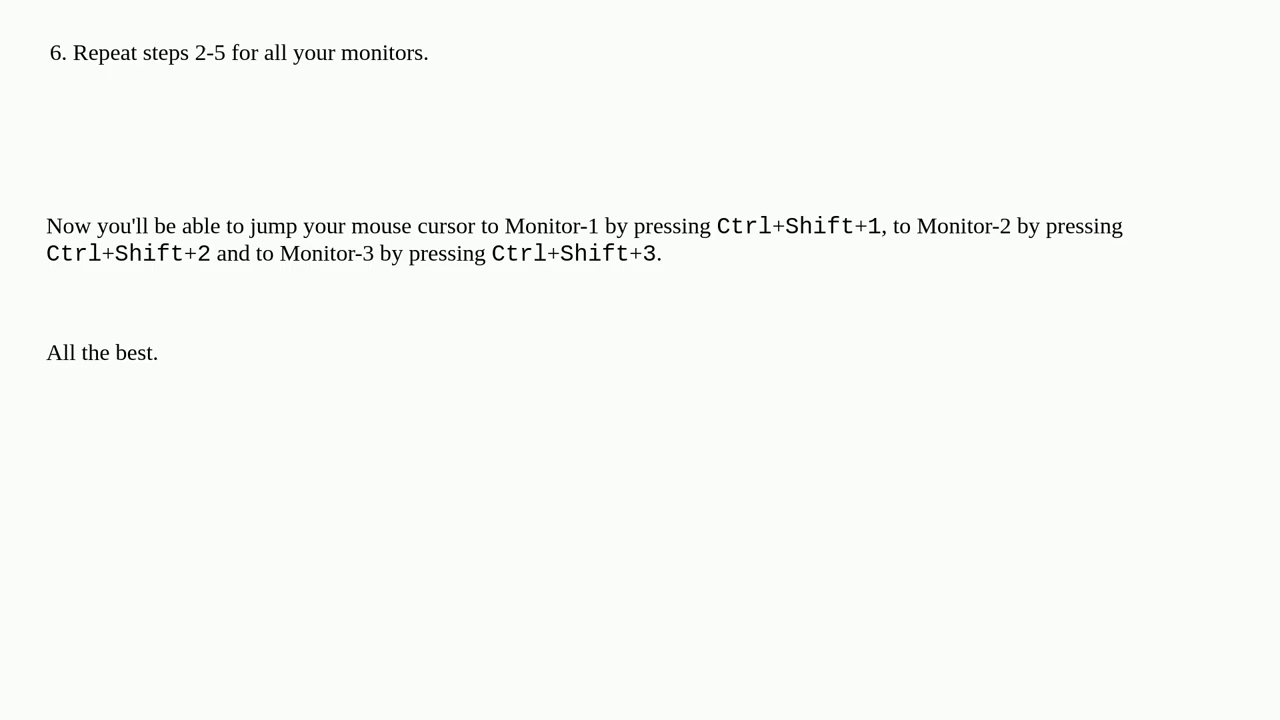 6. Repeat steps 2-5 for all your monitors.
Now you'll be able to jump your mouse cursor to Monitor-1 by pressing Ctrl+Shift+1, to Monitor-2 by pressing
Ctrl+Shift+2 and to Monitor-3 by pressing Ctrl+Shift+3.
All the best.